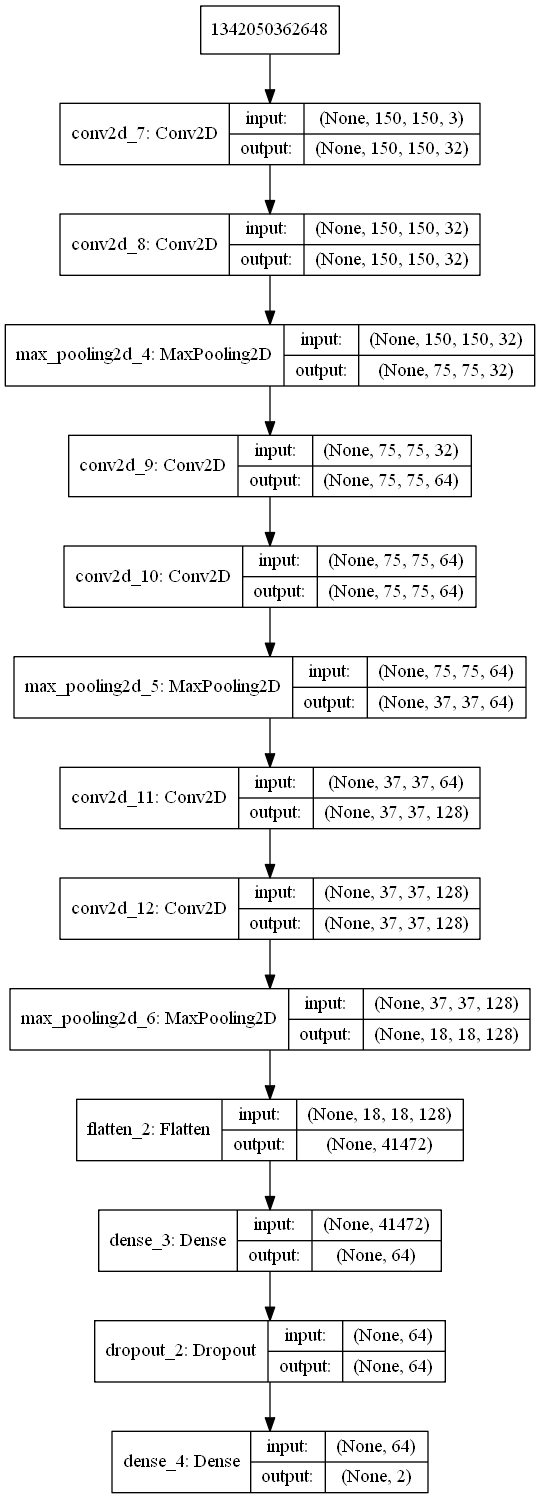 1342050362648
conv2d_7: Conv2D
input: (None, 150, 150, 3)
output: (None, 150, 150, 32)
conv2d_8: Conv2D
input: (None, 150, 150, 32)
output: (None, 150, 150, 32)
max_pooling2d_4: MaxPooling2D
input: (None, 150, 150, 32)
output: (None, 75, 75, 32)
conv2d_9: Conv2D
input: (None, 75, 75, 32)
output: (None, 75, 75, 64)
conv2d_10: Conv2D
input: (None, 75, 75, 64)
output: (None, 75, 75, 64)
max_pooling2d_5: MaxPooling2D
input: (None, 75, 75, 64)
output: (None, 37, 37, 64)
conv2d_11: Conv2D
input: (None, 37, 37, 64)
output: (None, 37, 37, 128)
conv2d_12: Conv2D
input: (None, 37, 37, 128)
output: (None, 37, 37, 128)
max_pooling2d_6: MaxPooling2D
input: (None, 37, 37, 128)
output: (None, 18, 18, 128)
flatten_2: Flatten
input: (None, 18, 18, 128)
output: (None, 41472)
dense_3: Dense
input: (None, 41472)
output: (None, 64)
dropout_2: Dropout
input: (None, 64)
output: (None, 64)
dense_4: Dense
input: (None, 64)
output: (None, 2)